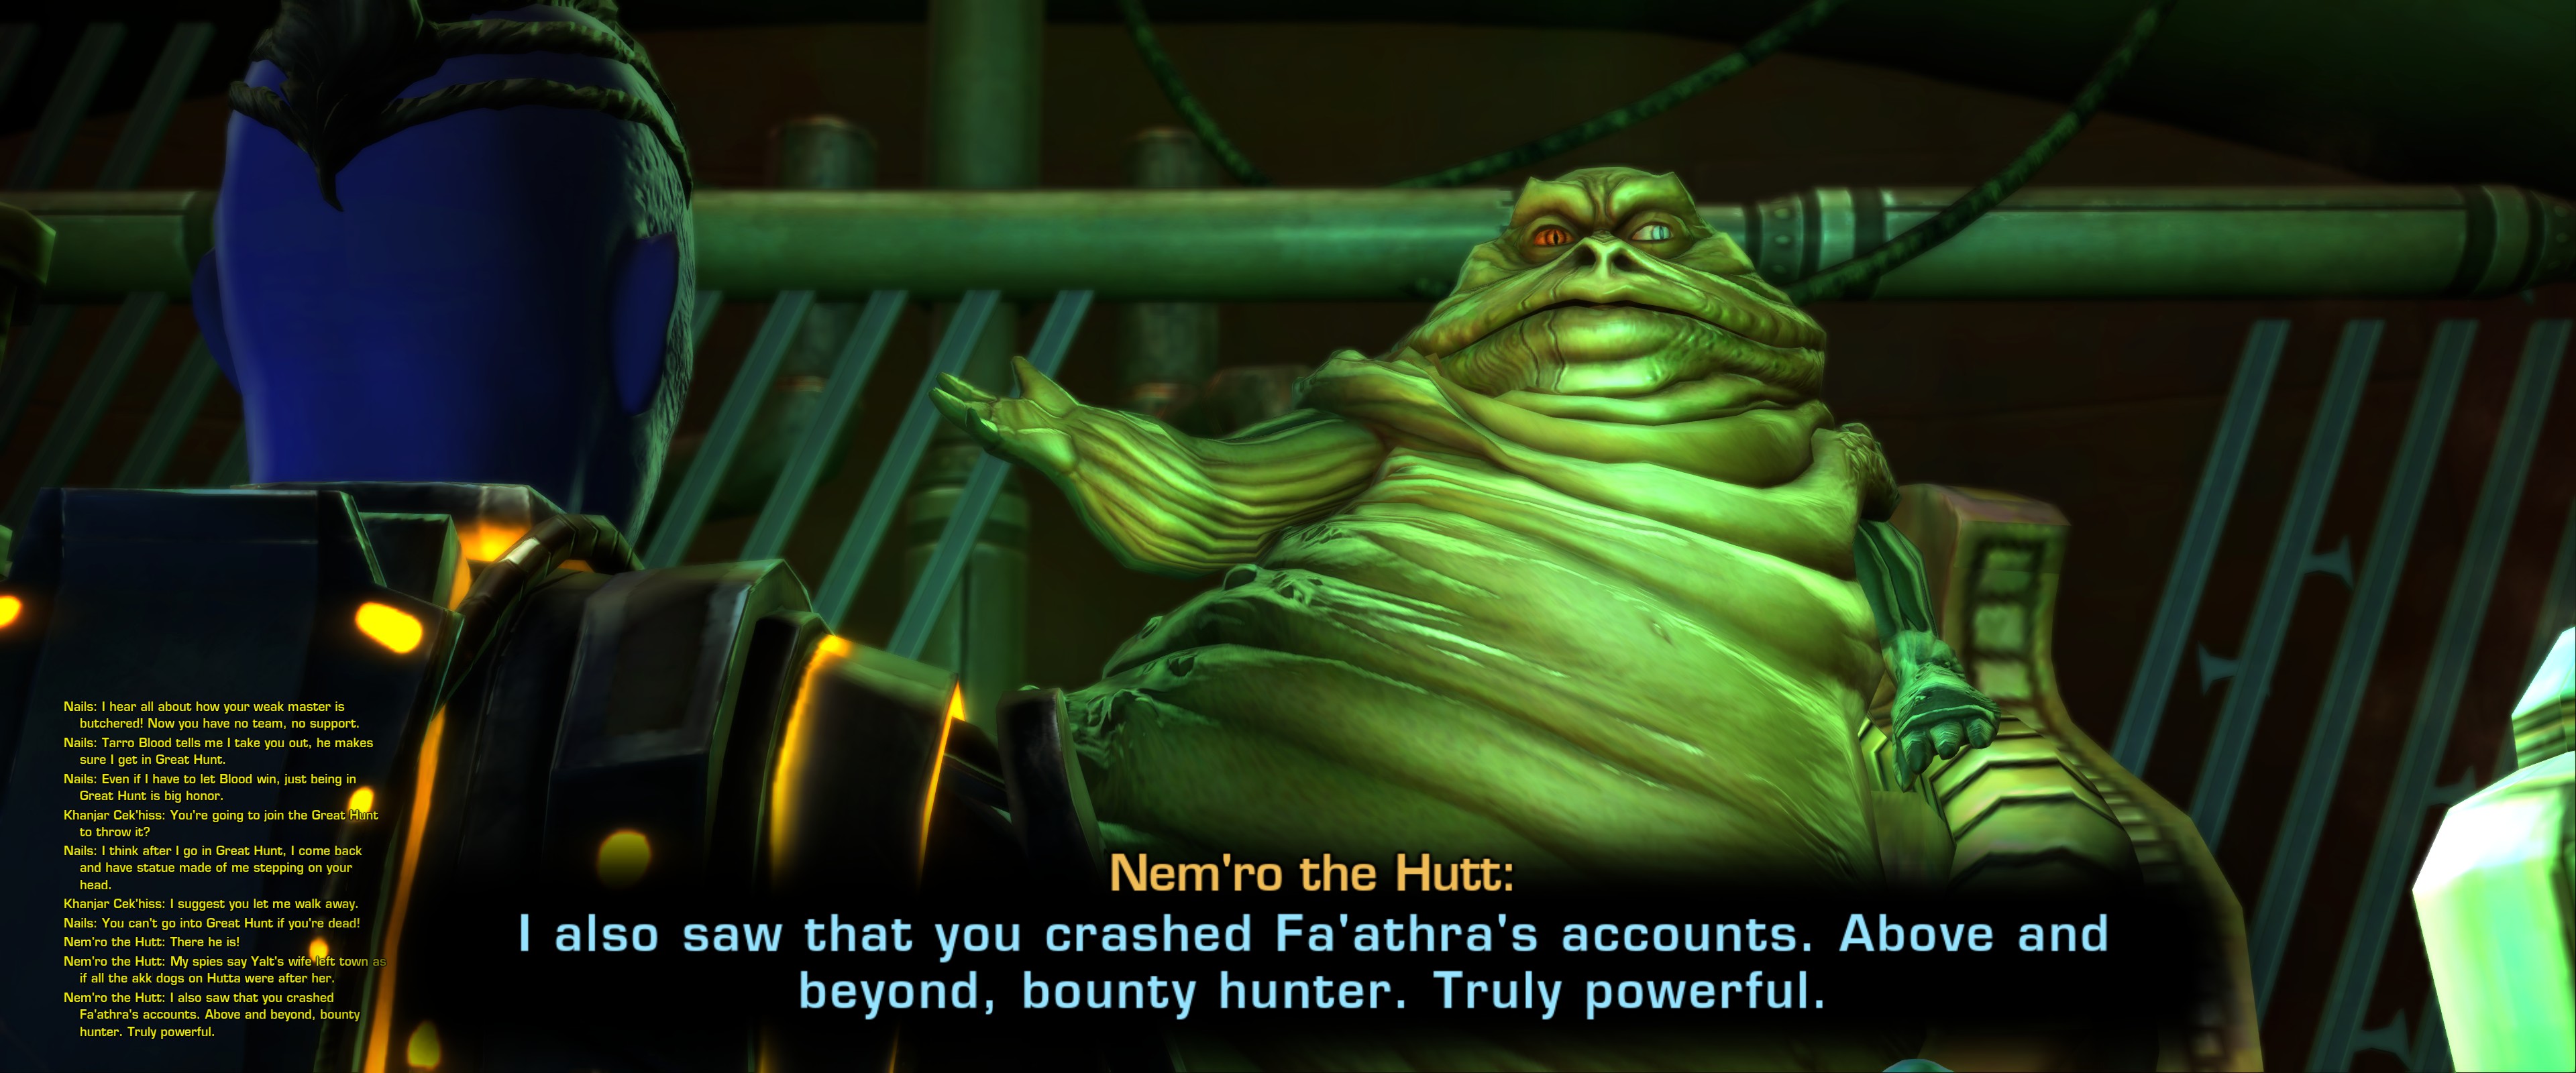 Nails: I hear all about how your weak master is
butchered! Now you have no team, no support.
Nails: Tarro Blood tells me I take you out, he makes
sure I get in Great Hunt.
Nails: Even if I have to let Blood win, just being in
Great Hunt is big honor.
Khanjar Cek'hiss: You're going to join the Great Hunt
to throw it?
Nails: I think after I go in Great Hunt, I come back
and have statue made of me stepping on your
head.
Khanjar Cek'hiss: I suggest you let me walk away.
Nails: You can't go into Great Hunt if you're dead!
Nem'ro the Hutt: There he is!
Nem'ro the Hutt: My spies say Yalt's wife left town as
if all the akk dogs on Hutta were after her.
Nem'ro the Hutt: I also saw that you crashed
Fa'athra's accounts. Above and beyond, bounty
hunter. Truly powerful.
Nem'ro the Hutt:
I also saw that you crashed Fa'athra's accounts. Above and
beyond, bounty hunter. Truly powerful.